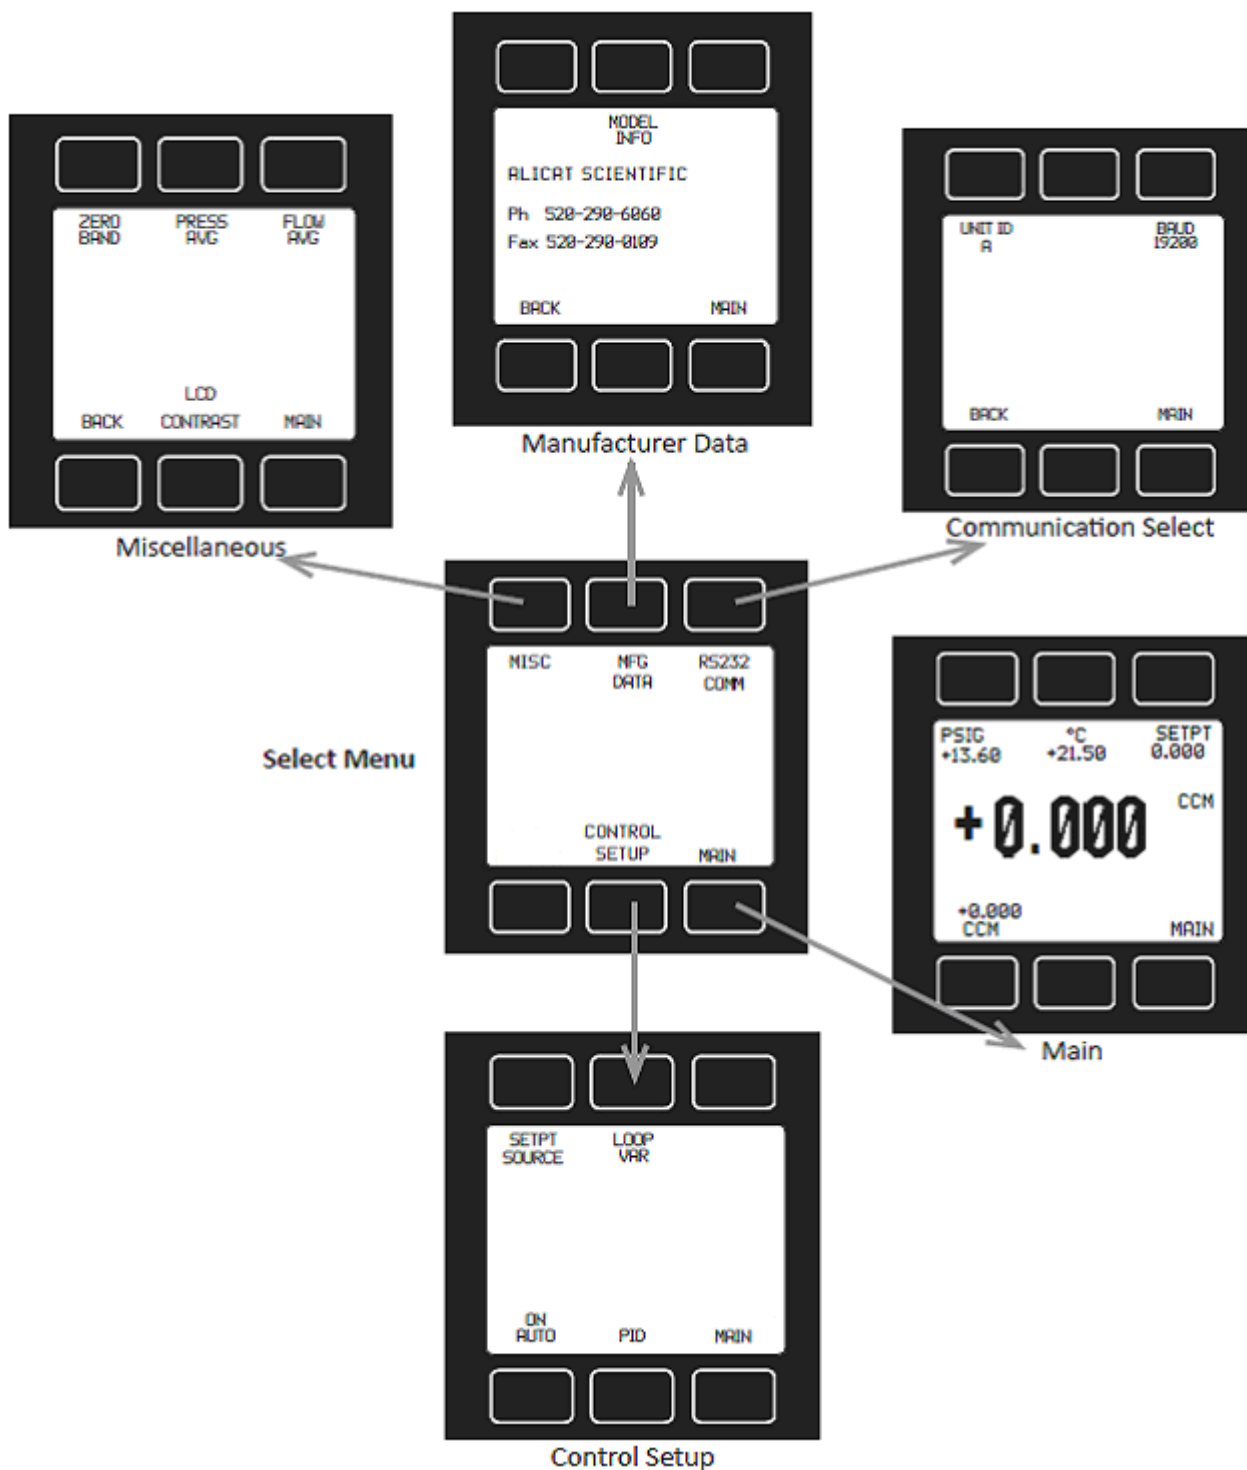 MODEL
INFO
ALICAT SCIENTIFIC
Ph 520-290-6060
Fax 520-290-0109
BACK MAIN
Manufacturer Data
ZERO BAND PRESS AVG FLOW AVG
LCD
BACK CONTRAST MAIN
Miscellaneous
UNIT ID BAUD
A 19200
BACK MAIN
Communication Select
MISC MFG DATA RS232 COMM
Select Menu
CONTROL
SETUP MAIN
PSIG °C SETPT
+13.60 +21.50 0.000
CCM
+0.000
+0.000
CCM MAIN
Main
SETPT SOURCE LOOP VAR
ON
AUTO PID MAIN
Control Setup